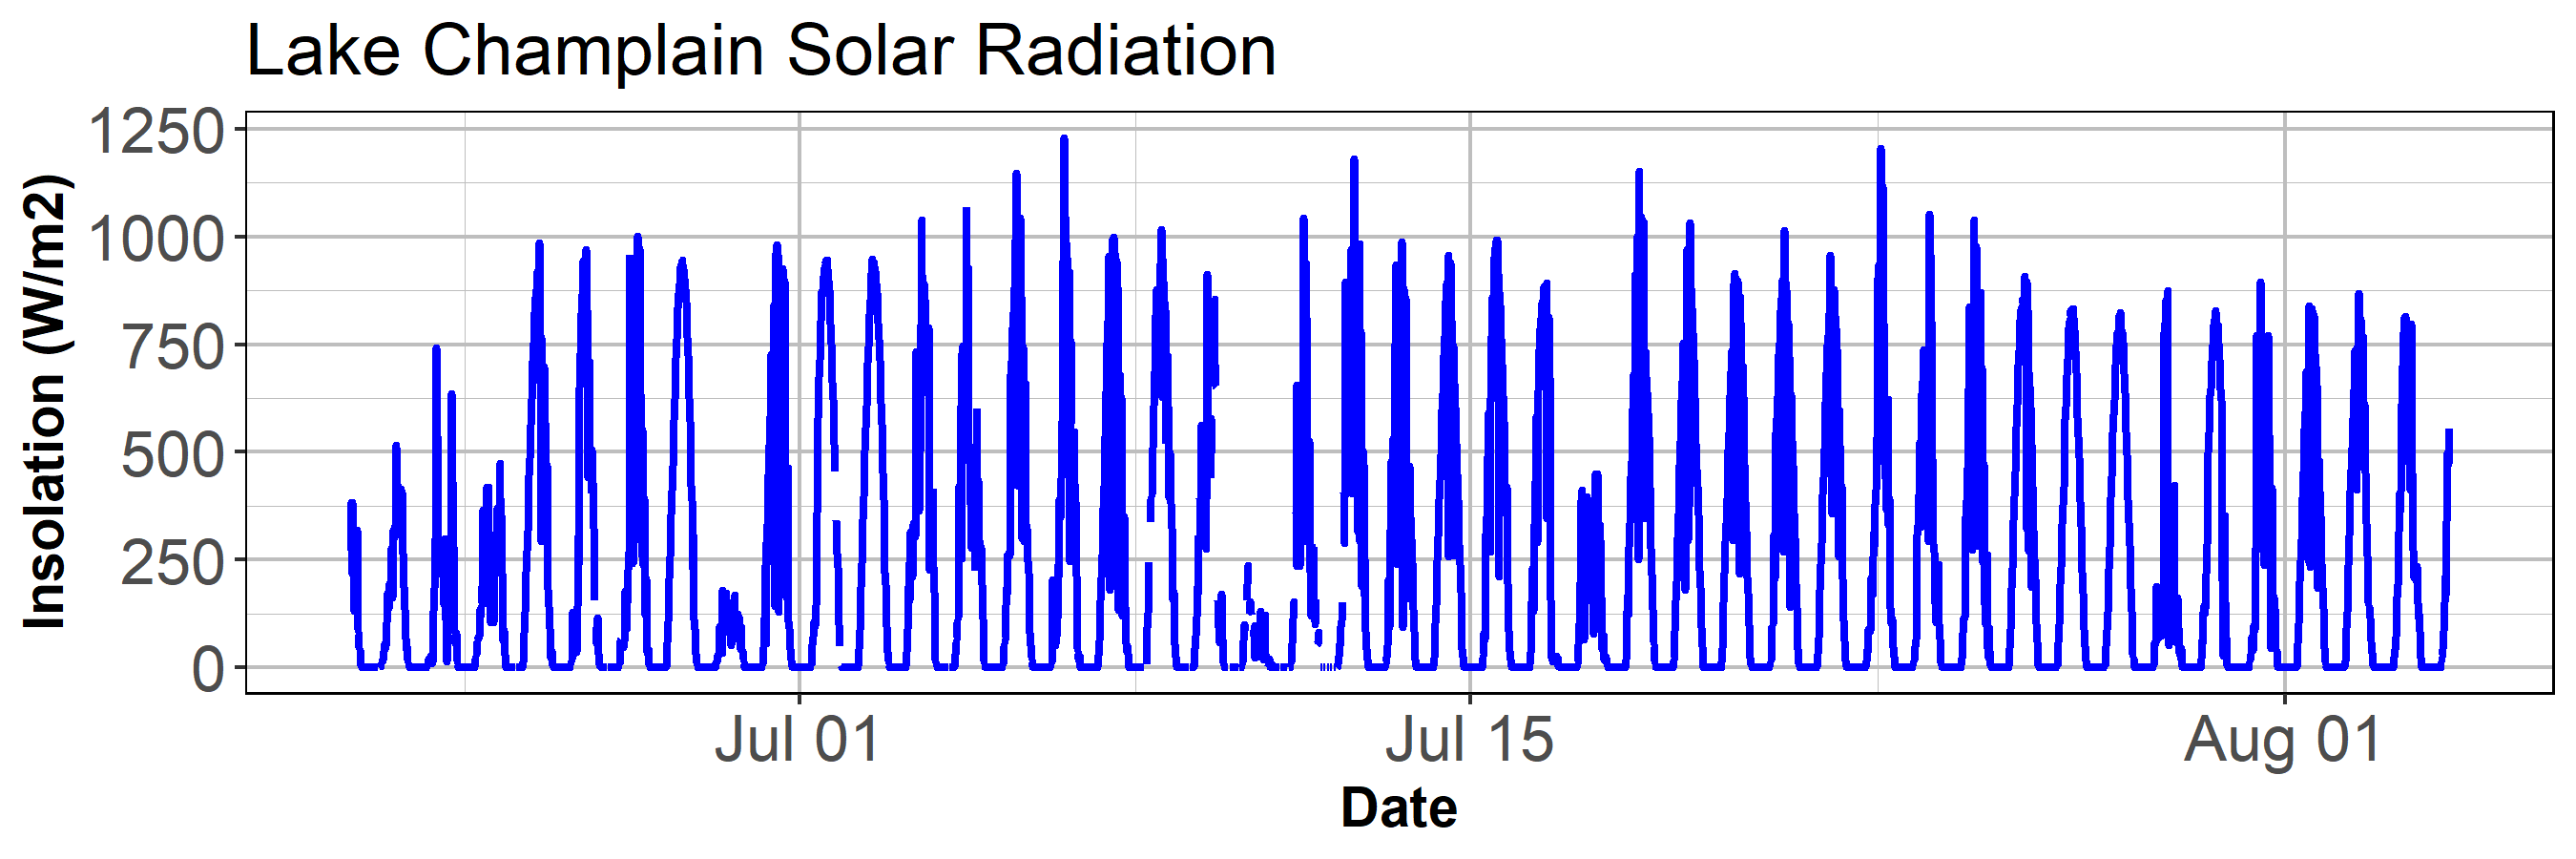 Lake Champlain Solar Radiation
1250
1000
750
500
250
0
Insolation (W/m2)
Jul 01
Jul 15
Aug 01
Date